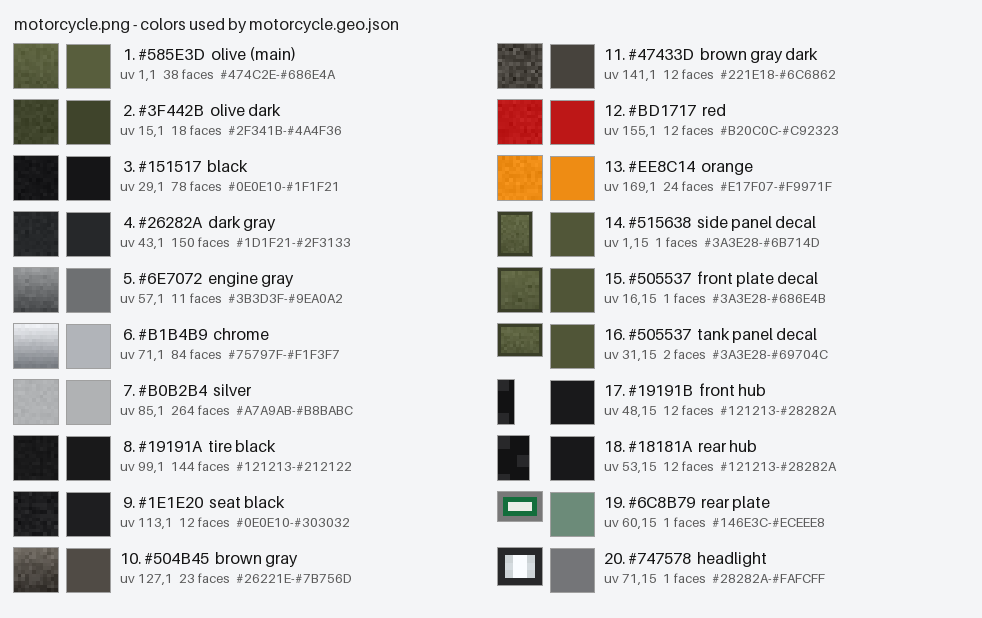 motorcycle.png - colors used by motorcycle.geo.json
1. #585E3D olive (main)
uv 1,1 38 faces #474C2E-#686E4A
2. #3F442B olive dark
uv 15,1 18 faces #2F341B-#4A4F36
3. #151517 black
uv 29,1 78 faces #0E0E10-#1F1F21
4. #26282A dark gray
uv 43,1 150 faces #1D1F21-#2F3133
5. #6E7072 engine gray
uv 57,1 11 faces #3B3D3F-#9EA0A2
6. #B1B4B9 chrome
uv 71,1 84 faces #75797F-#F1F3F7
7. #B0B2B4 silver
uv 85,1 264 faces #A7A9AB-#B8BABC
8. #19191A tire black
uv 99,1 144 faces #121213-#212122
9. #1E1E20 seat black
uv 113,1 12 faces #0E0E10-#303032
10. #504B45 brown gray
uv 127,1 23 faces #26221E-#7B756D
11. #47433D brown gray dark
uv 141,1 12 faces #221E18-#6C6862
12. #BD1717 red
uv 155,1 12 faces #B20C0C-#C92323
13. #EE8C14 orange
uv 169,1 24 faces #E17F07-#F9971F
14. #515638 side panel decal
uv 1,15 1 faces #3A3E28-#6B714D
15. #505537 front plate decal
uv 16,15 1 faces #3A3E28-#686E4B
16. #505537 tank panel decal
uv 31,15 2 faces #3A3E28-#69704C
17. #19191B front hub
uv 48,15 12 faces #121213-#28282A
18. #18181A rear hub
uv 53,15 12 faces #121213-#28282A
19. #6C8B79 rear plate
uv 60,15 1 faces #146E3C-#ECEEE8
20. #747578 headlight
uv 71,15 1 faces #28282A-#FAFCFF